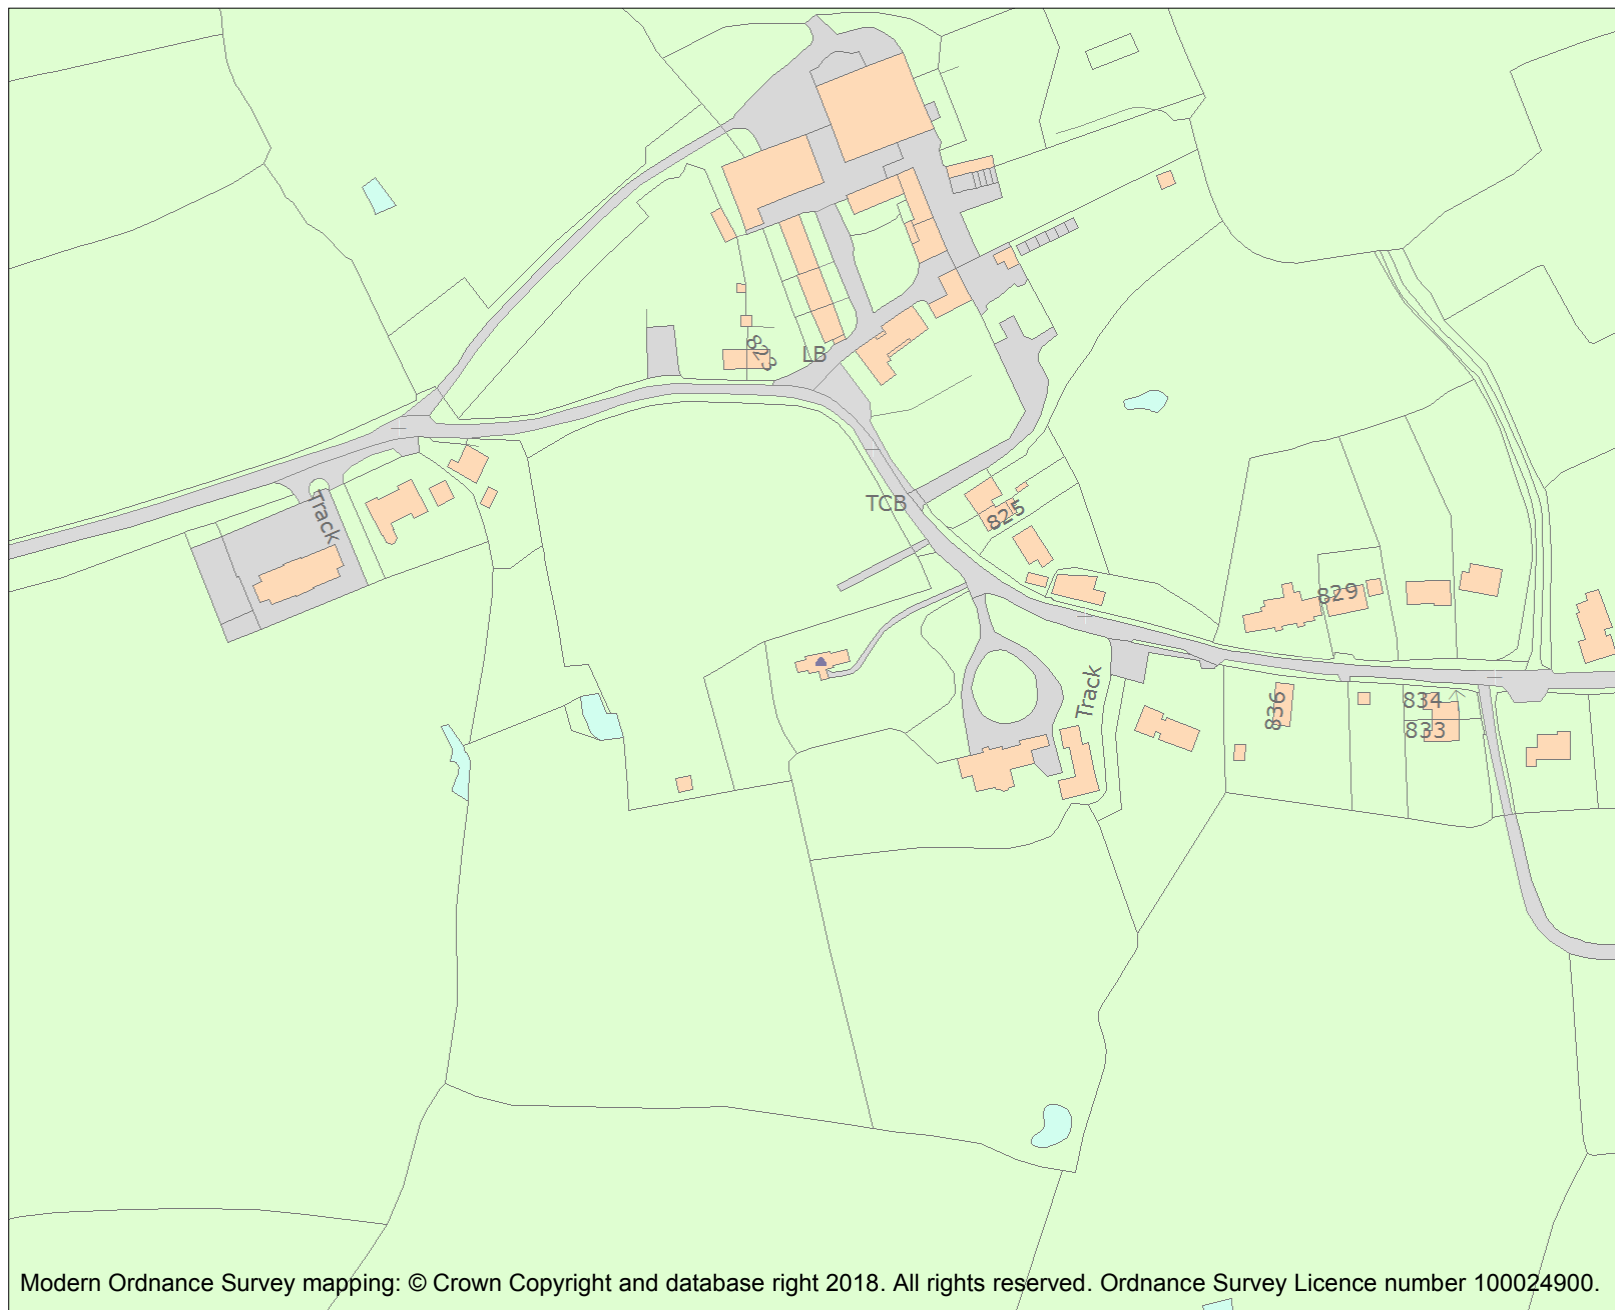 823
LB
TCB
Track
825
829
Track
836
834
833
Modern Ordnance Survey mapping: © Crown Copyright and database right 2018. All rights reserved. Ordnance Survey Licence number 100024900.